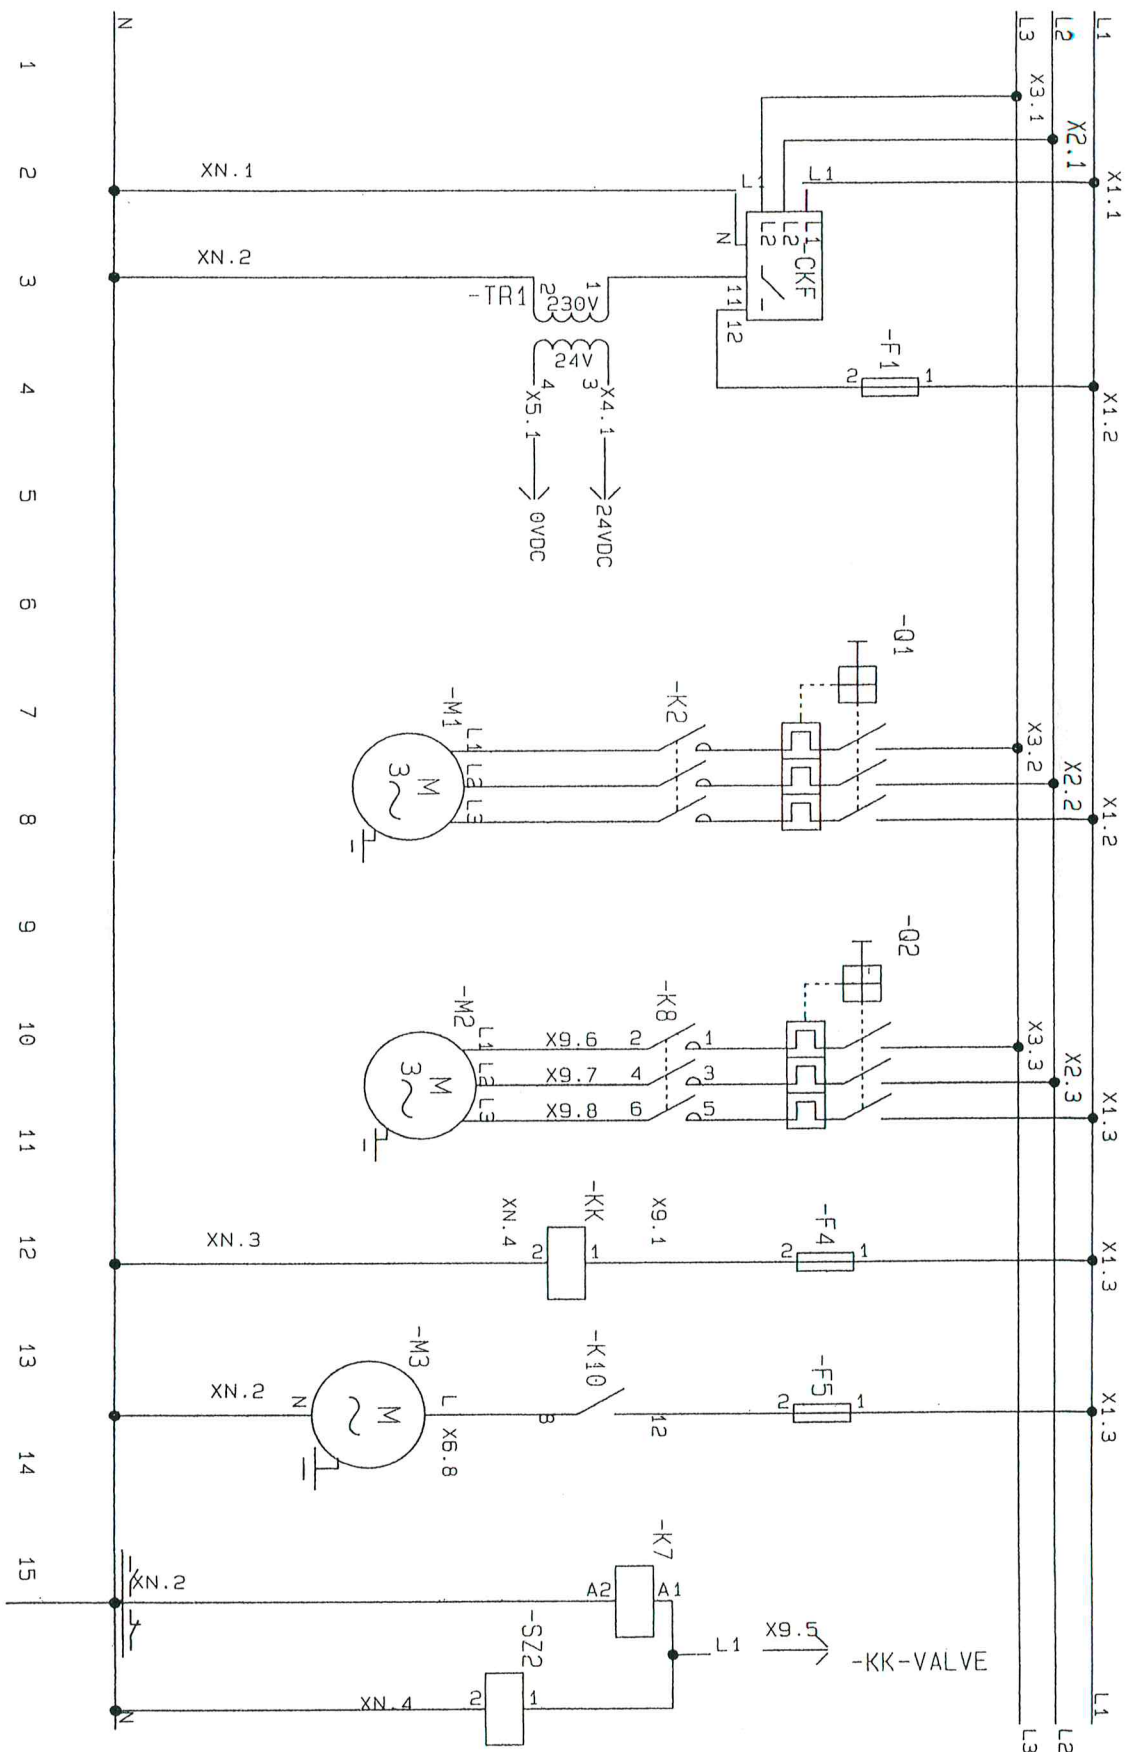 L1
L2
L3
N
1
2
3
4
5
6
7
8
9
10
11
12
13
14
15
X3.1
X2.1
X1.1
L1
L1
L1
L2
L2
CKF
N
11
12
XN.1
XN.2
-TR1
2
1
230V
24V
4
3
X5.1
X4.1
0VDC
24VDC
-F1
2
1
X1.2
-Q1
X3.2
X2.2
X1.2
-K2
-M1
L1
L2
L3
M
3~
-Q2
X3.3
X2.3
X1.3
-K8
2
1
4
3
6
5
X9.6
X9.7
X9.8
-M2
L1
L2
L3
M
3~
X1.3
-F4
2
1
X9.1
-KK
2
1
XN.4
XN.3
X1.3
-F5
2
1
12
-K10
8
L
X6.8
-M3
M
~
N
XN.2
-K7
A2
A1
XN.2
L1
X9.5
-KK-VALVE
-SZ2
2
1
XN.4
N
L1
L2
L3